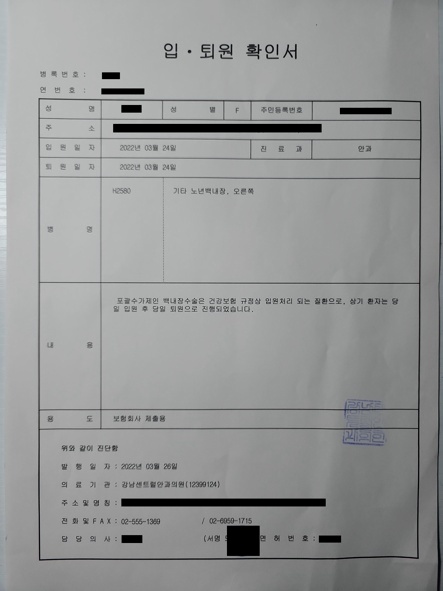 입 · 퇴원 확인서
병록번호 :
면 번호 :
성 명 성 별 F 주민등록번호
주 소
입 원 일 자 2022년 03월 24일 진 료 과 안과
퇴 원 일 자 2022년 03월 24일
병 명 H2580 기타 노년백내장, 오른쪽
내 용 포괄수가제인 백내장수술은 건강보험 규정상 입원처리 되는 질환으로, 상기 환자는 당
일 입원 후 당일 퇴원으로 진행되었습니다.
용 도 보험회사 제출용
위와 같이 진단함
발 행 일 자 : 2022년 03월 26일
의 료 기 관 : 강남센트럴안과의원(12399124)
주 소 및 명 칭 :
전 화 및 F A X : 02-555-1369 / 02-6959-1715
담 당 의 사 : (서명 면 허 번 호 :